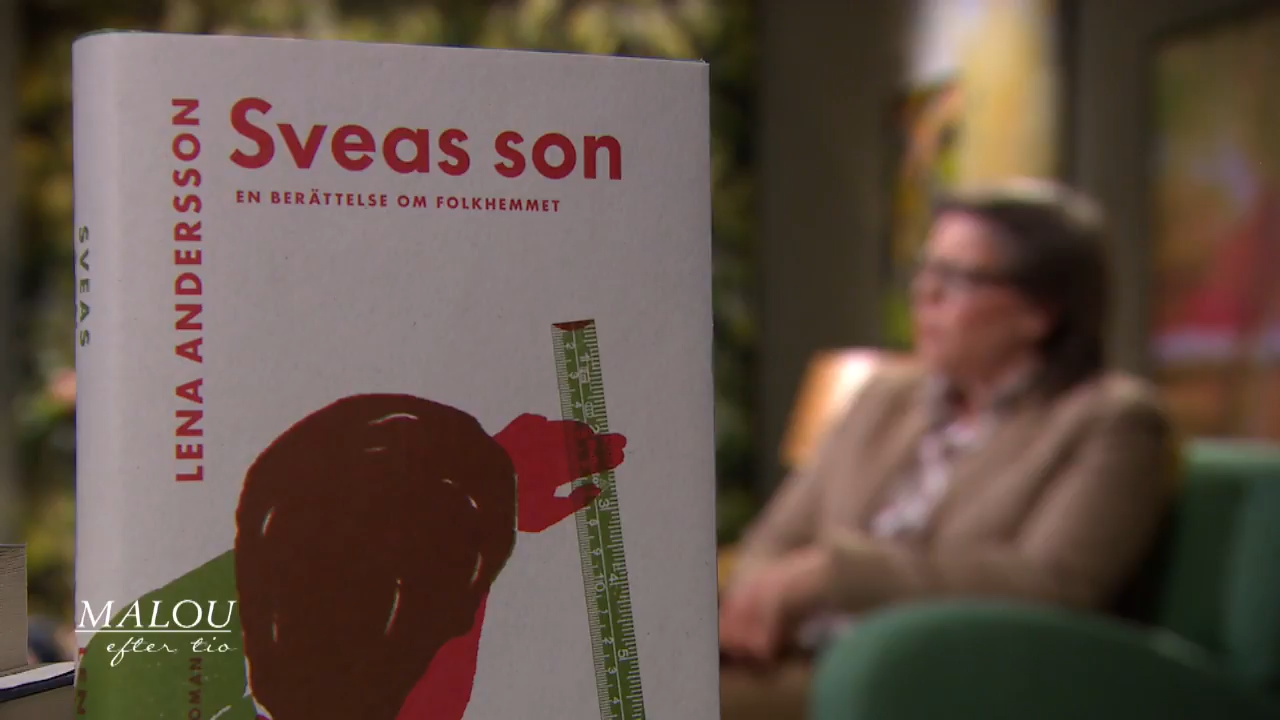 Sveas son
EN BERÄTTELSE OM FOLKHEMMET
LENA ANDERSSON
SVEAS
MALOU
efter tio